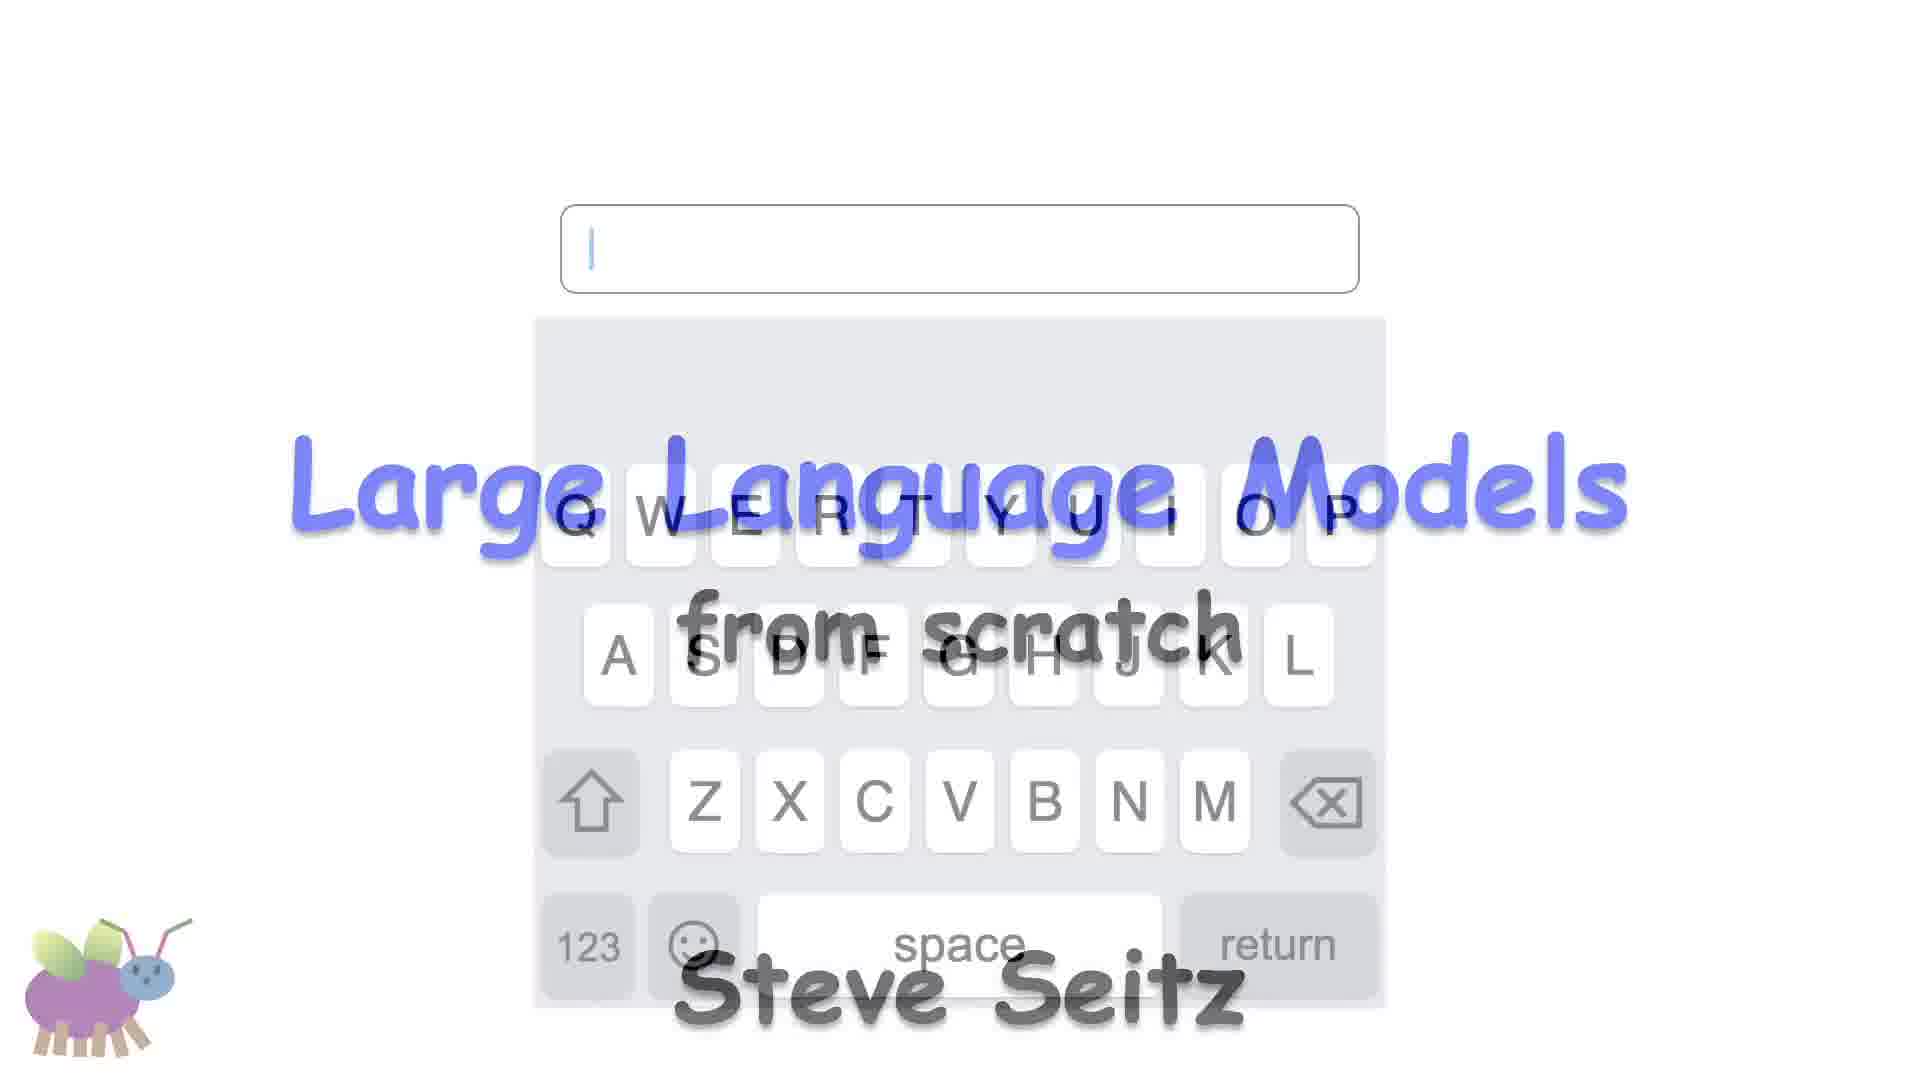 Large Language Models
Q W E R T Y U I O P
from scratch
A S D F G H J K L
Z X C V B N M
123 space return
Steve Seitz